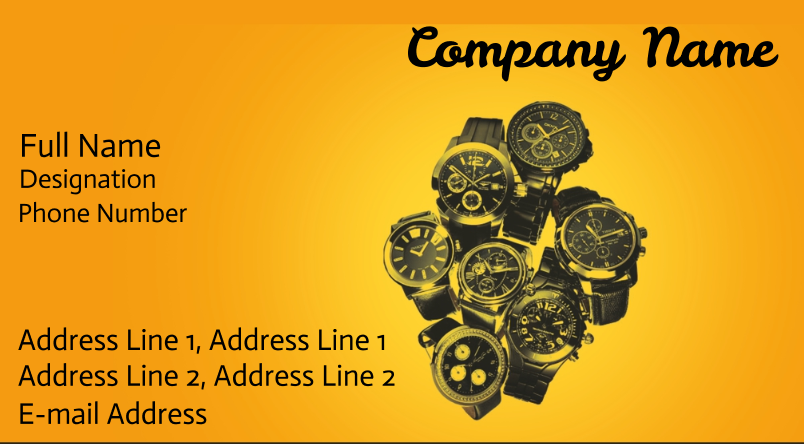 Company Name
Full Name
Designation
Phone Number
Address Line 1, Address Line 1
Address Line 2, Address Line 2
E-mail Address